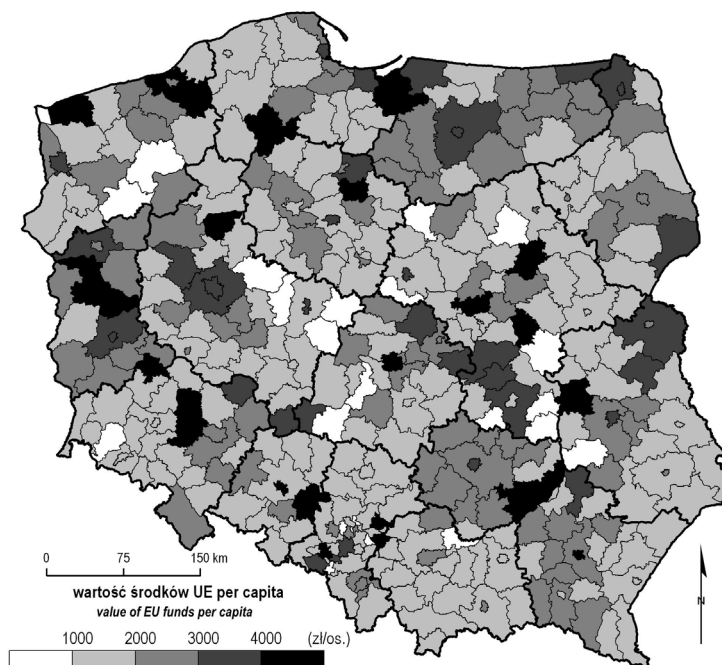 0 75 150 km
N
wartość środków UE per capita
value of EU funds per capita
1000 2000 3000 4000 (zł/os.)